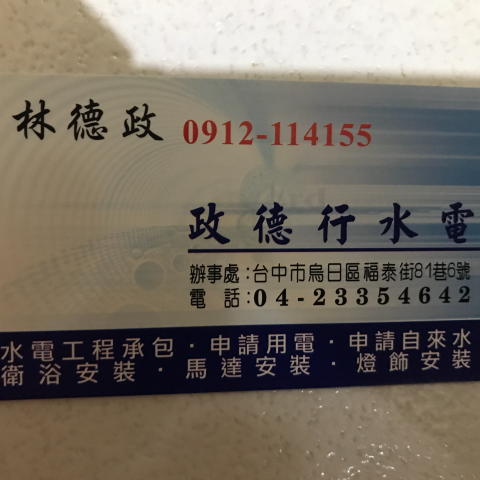 林德政 0912-114155
政德行水電
辦事處:台中市烏日區福泰街81巷6號
電 話:04-23354642
水電工程承包·申請用電·申請自來水
衛浴安裝·馬達安裝·燈飾安裝